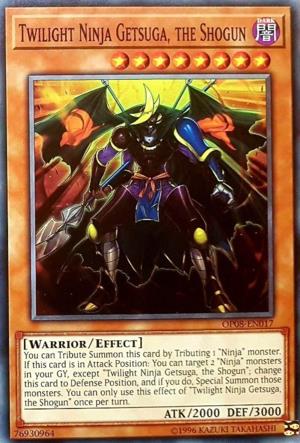 TWILIGHT NINJA GETSUGA, THE SHOGUN
DARK
闇
OP08-EN017
[WARRIOR/EFFECT]
You can Tribute Summon this card by Tributing 1 "Ninja" monster.
If this card is in Attack Position: You can target 2 "Ninja" monsters
in your GY, except "Twilight Ninja Getsuga, the Shogun"; change
this card to Defense Position, and if you do, Special Summon those
monsters. You can only use this effect of "Twilight Ninja Getsuga,
the Shogun" once per turn.
ATK/2000 DEF/3000
76930964
©1996 KAZUKI TAKAHASHI